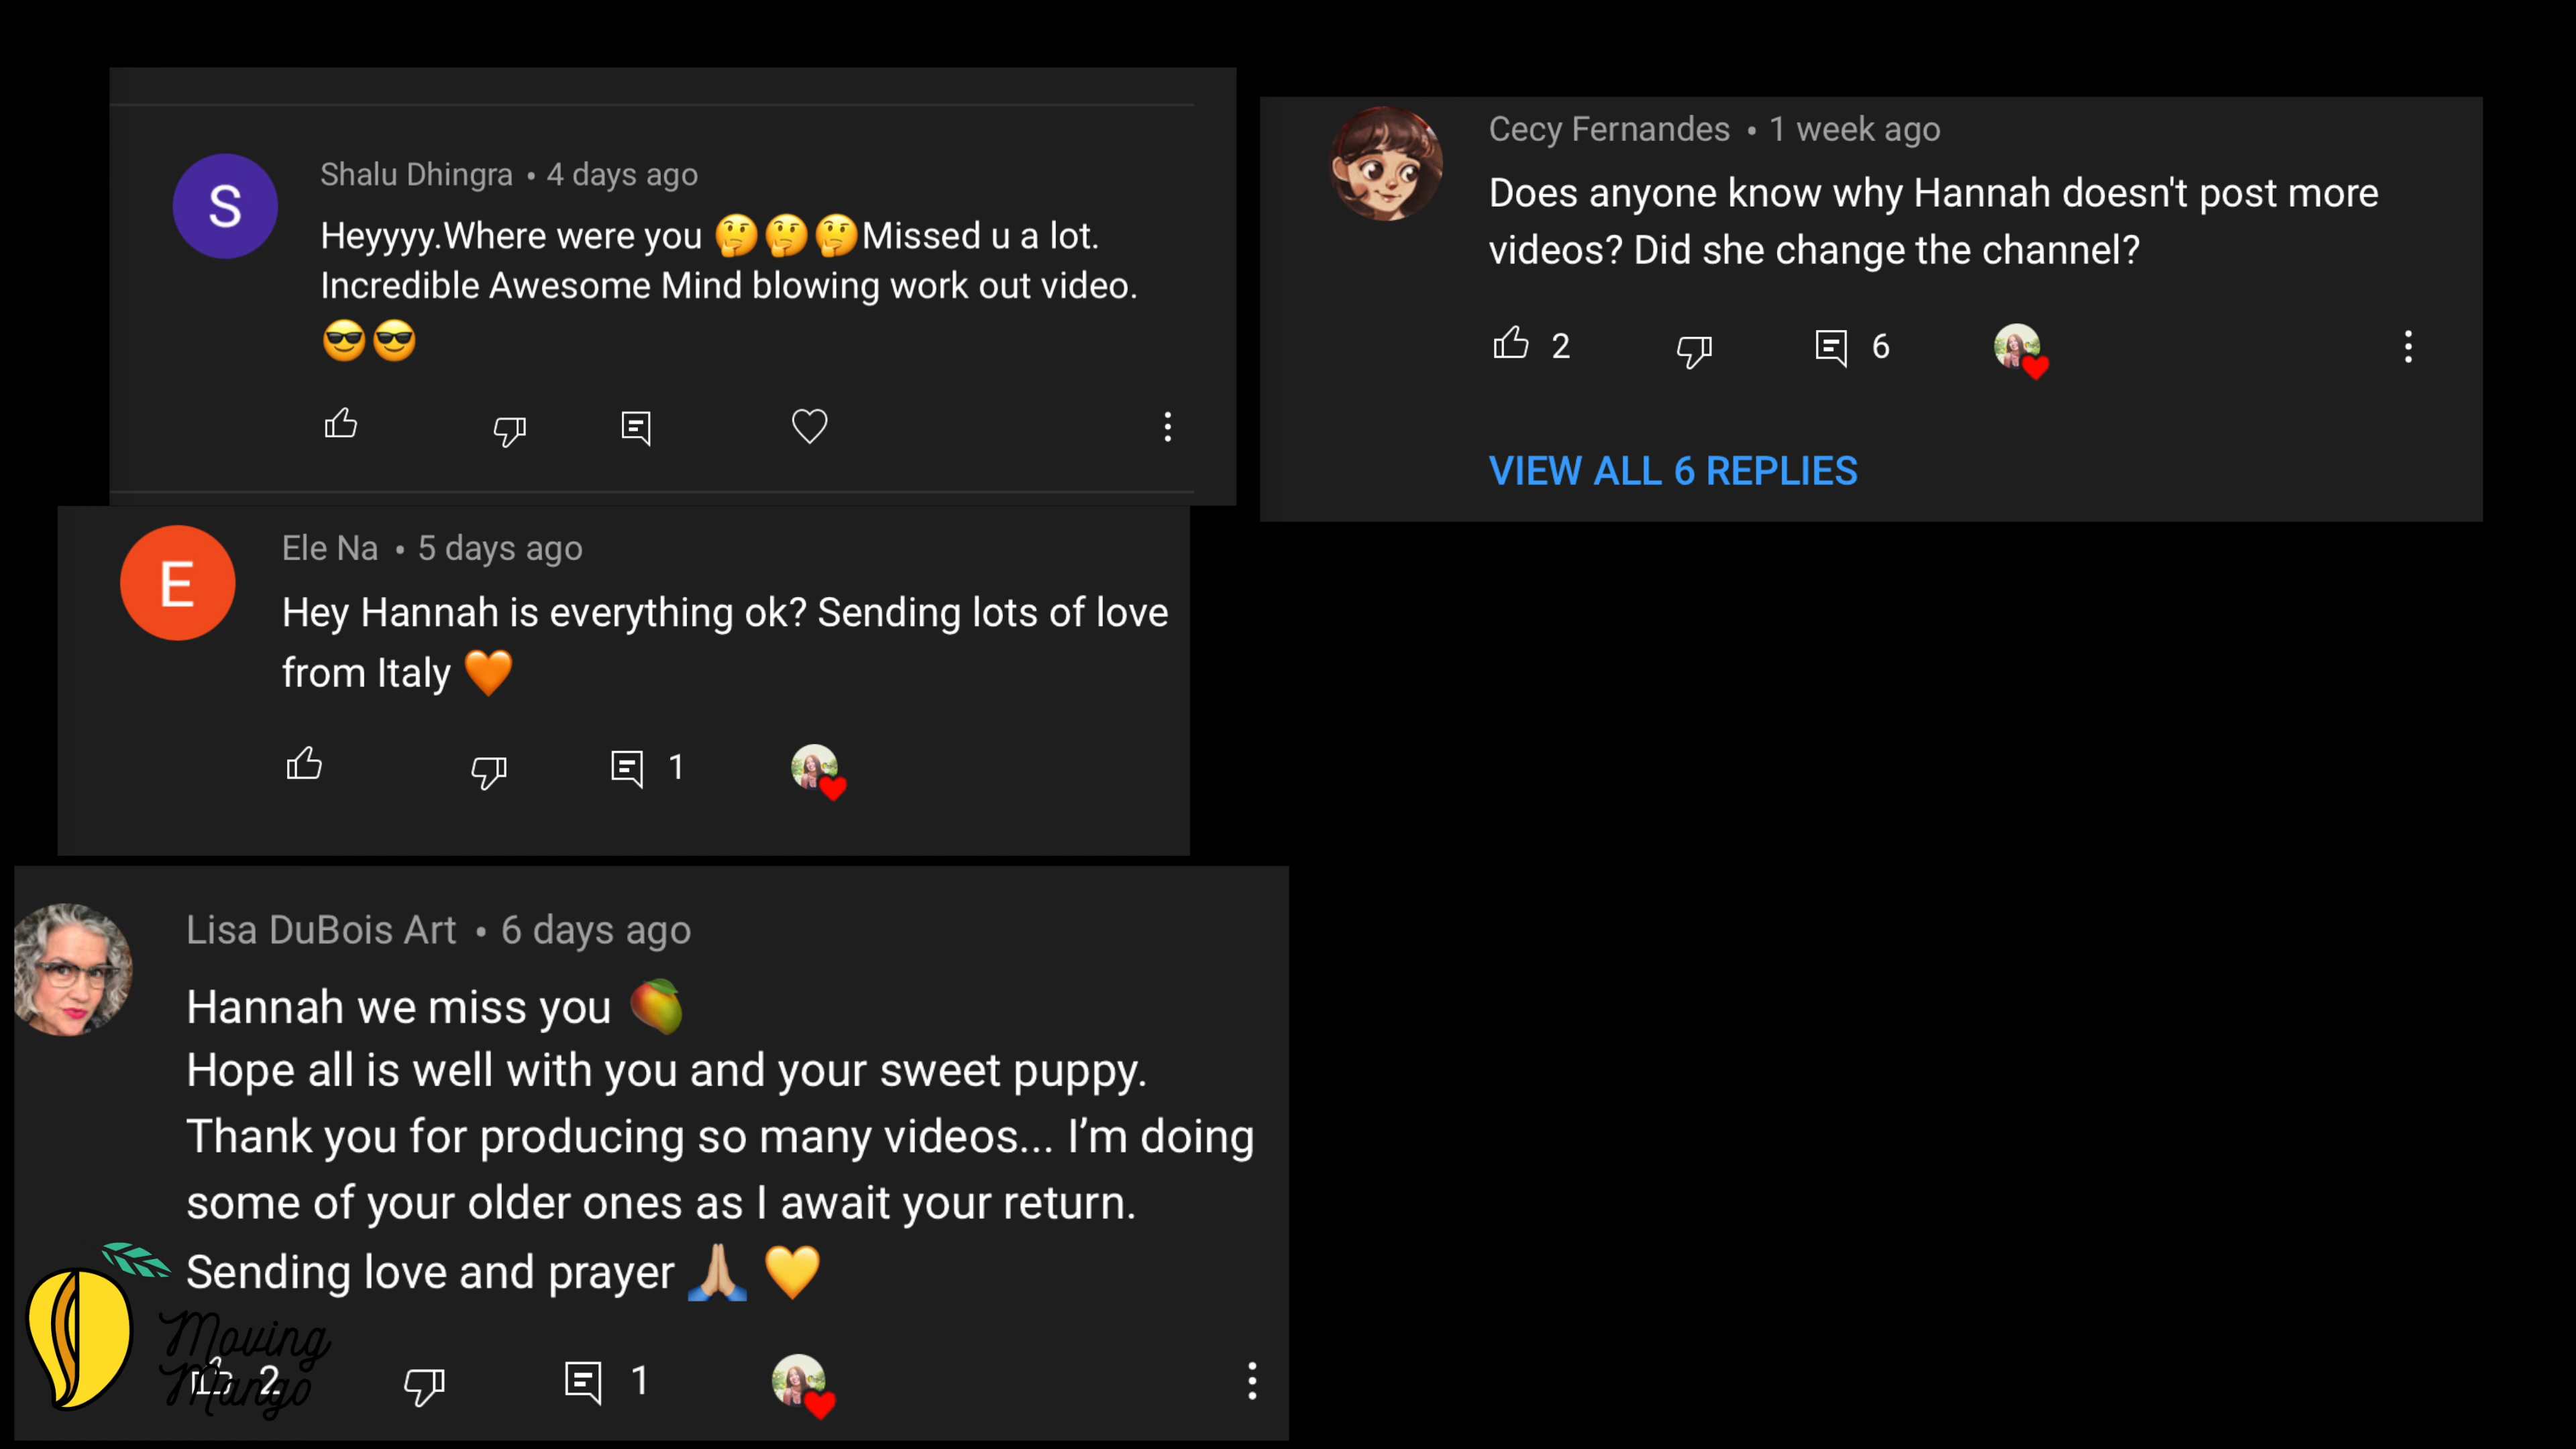 S
Shalu Dhingra • 4 days ago
Heyyyy.Where were you 🤔🤔🤔Missed u a lot.
Incredible Awesome Mind blowing work out video.
😎😎
Cecy Fernandes • 1 week ago
Does anyone know why Hannah doesn't post more
videos? Did she change the channel?
2 6
VIEW ALL 6 REPLIES
E
Ele Na • 5 days ago
Hey Hannah is everything ok? Sending lots of love
from Italy 🧡
1
Lisa DuBois Art • 6 days ago
Hannah we miss you 🥭
Hope all is well with you and your sweet puppy.
Thank you for producing so many videos... I’m doing
some of your older ones as I await your return.
Sending love and prayer 🙏🏼 💛
2 1
Moving
Mango